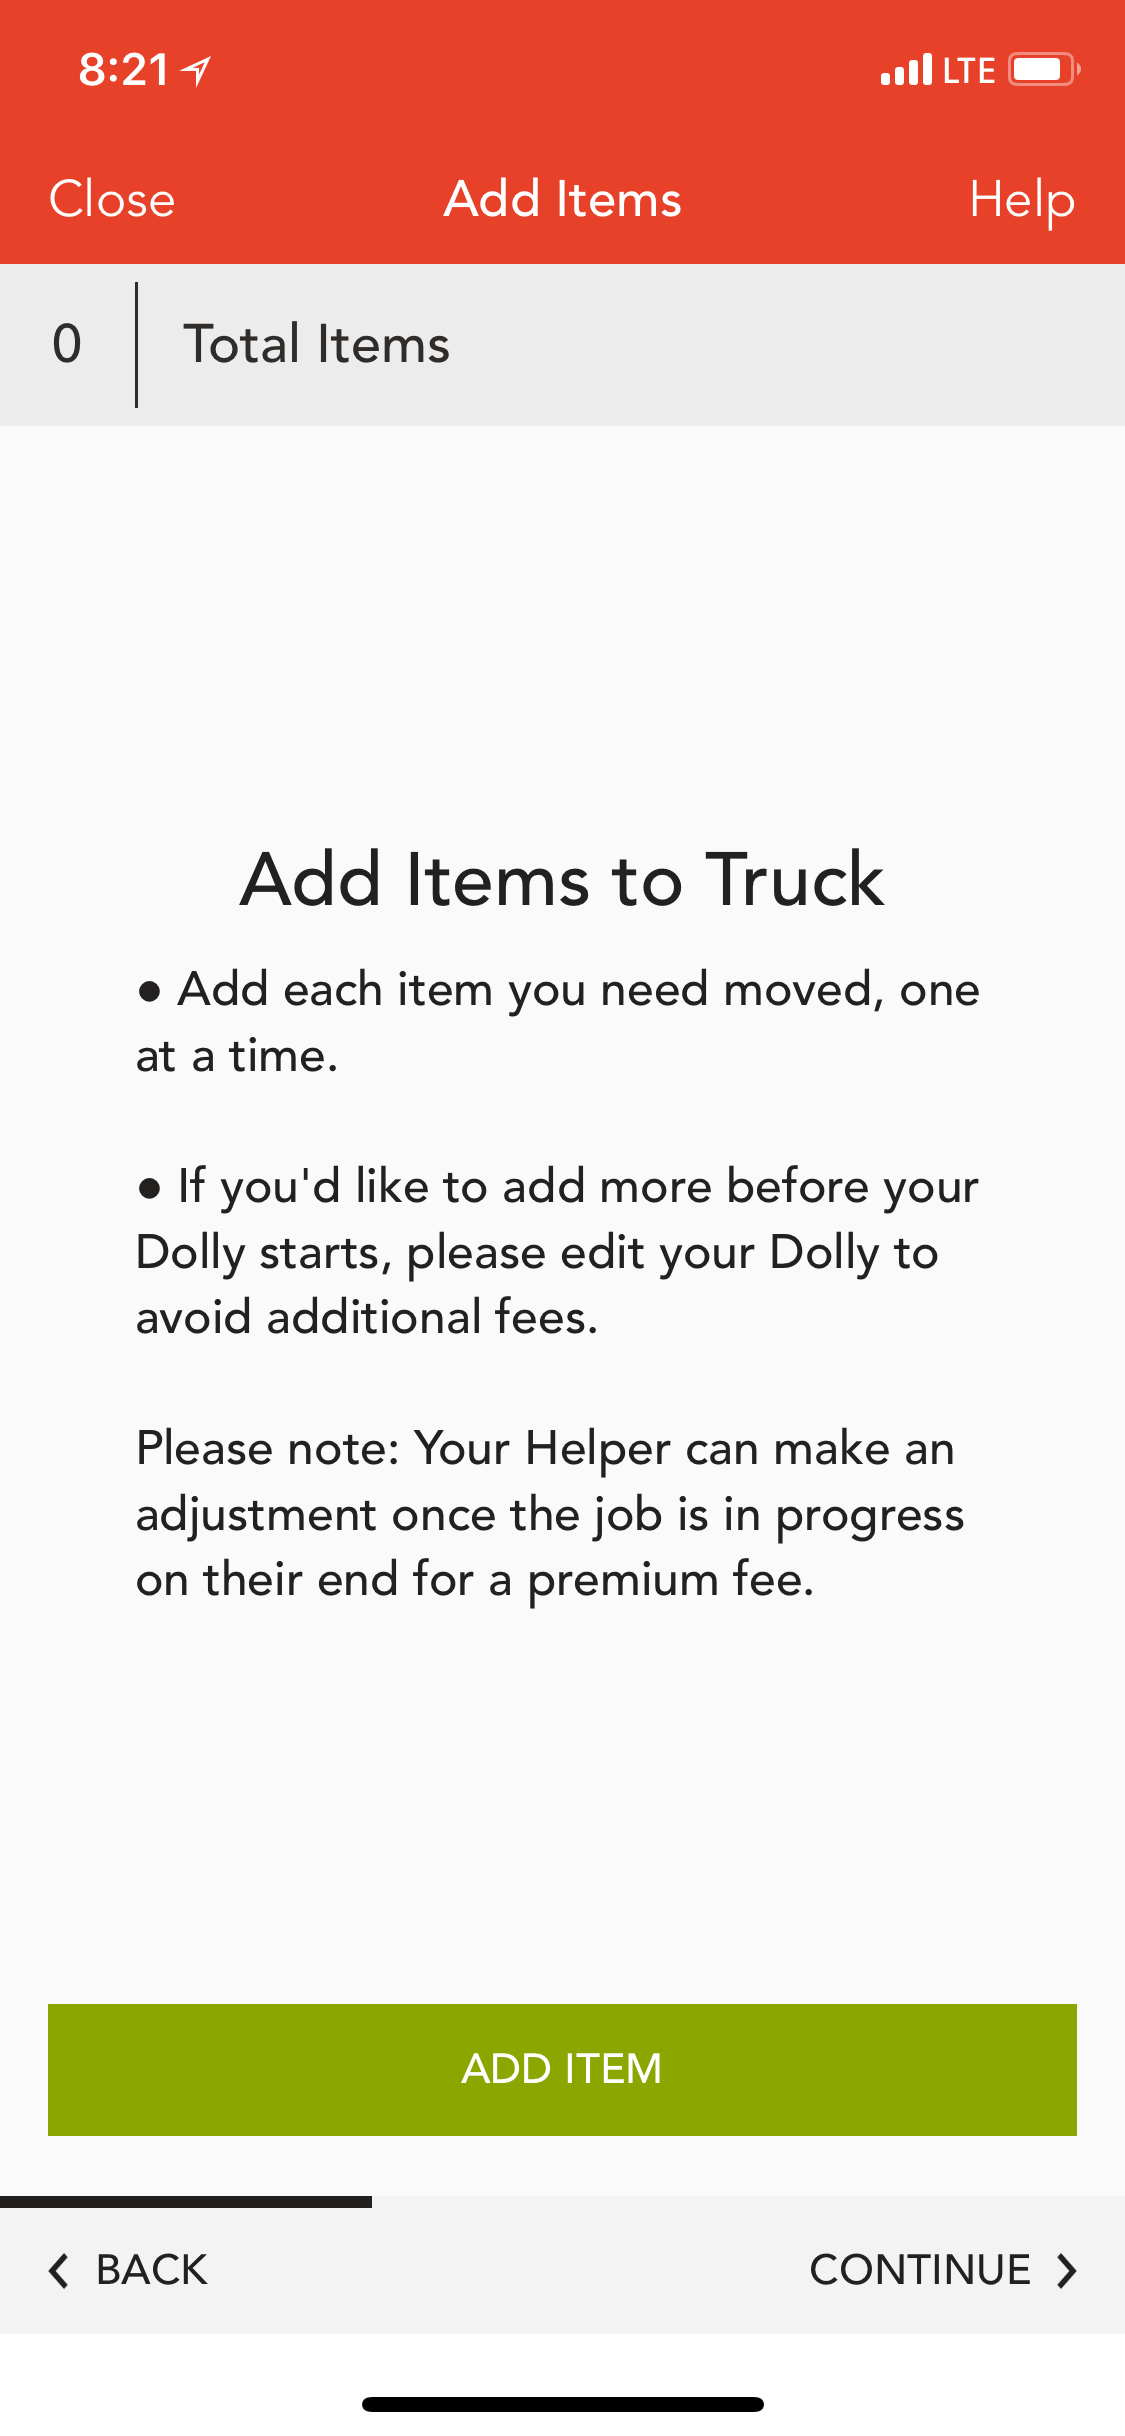 8:21
LTE
Close
Add Items
Help
0
Total Items
Add Items to Truck
● Add each item you need moved, one
at a time.
● If you'd like to add more before your
Dolly starts, please edit your Dolly to
avoid additional fees.
Please note: Your Helper can make an
adjustment once the job is in progress
on their end for a premium fee.
ADD ITEM
BACK
CONTINUE